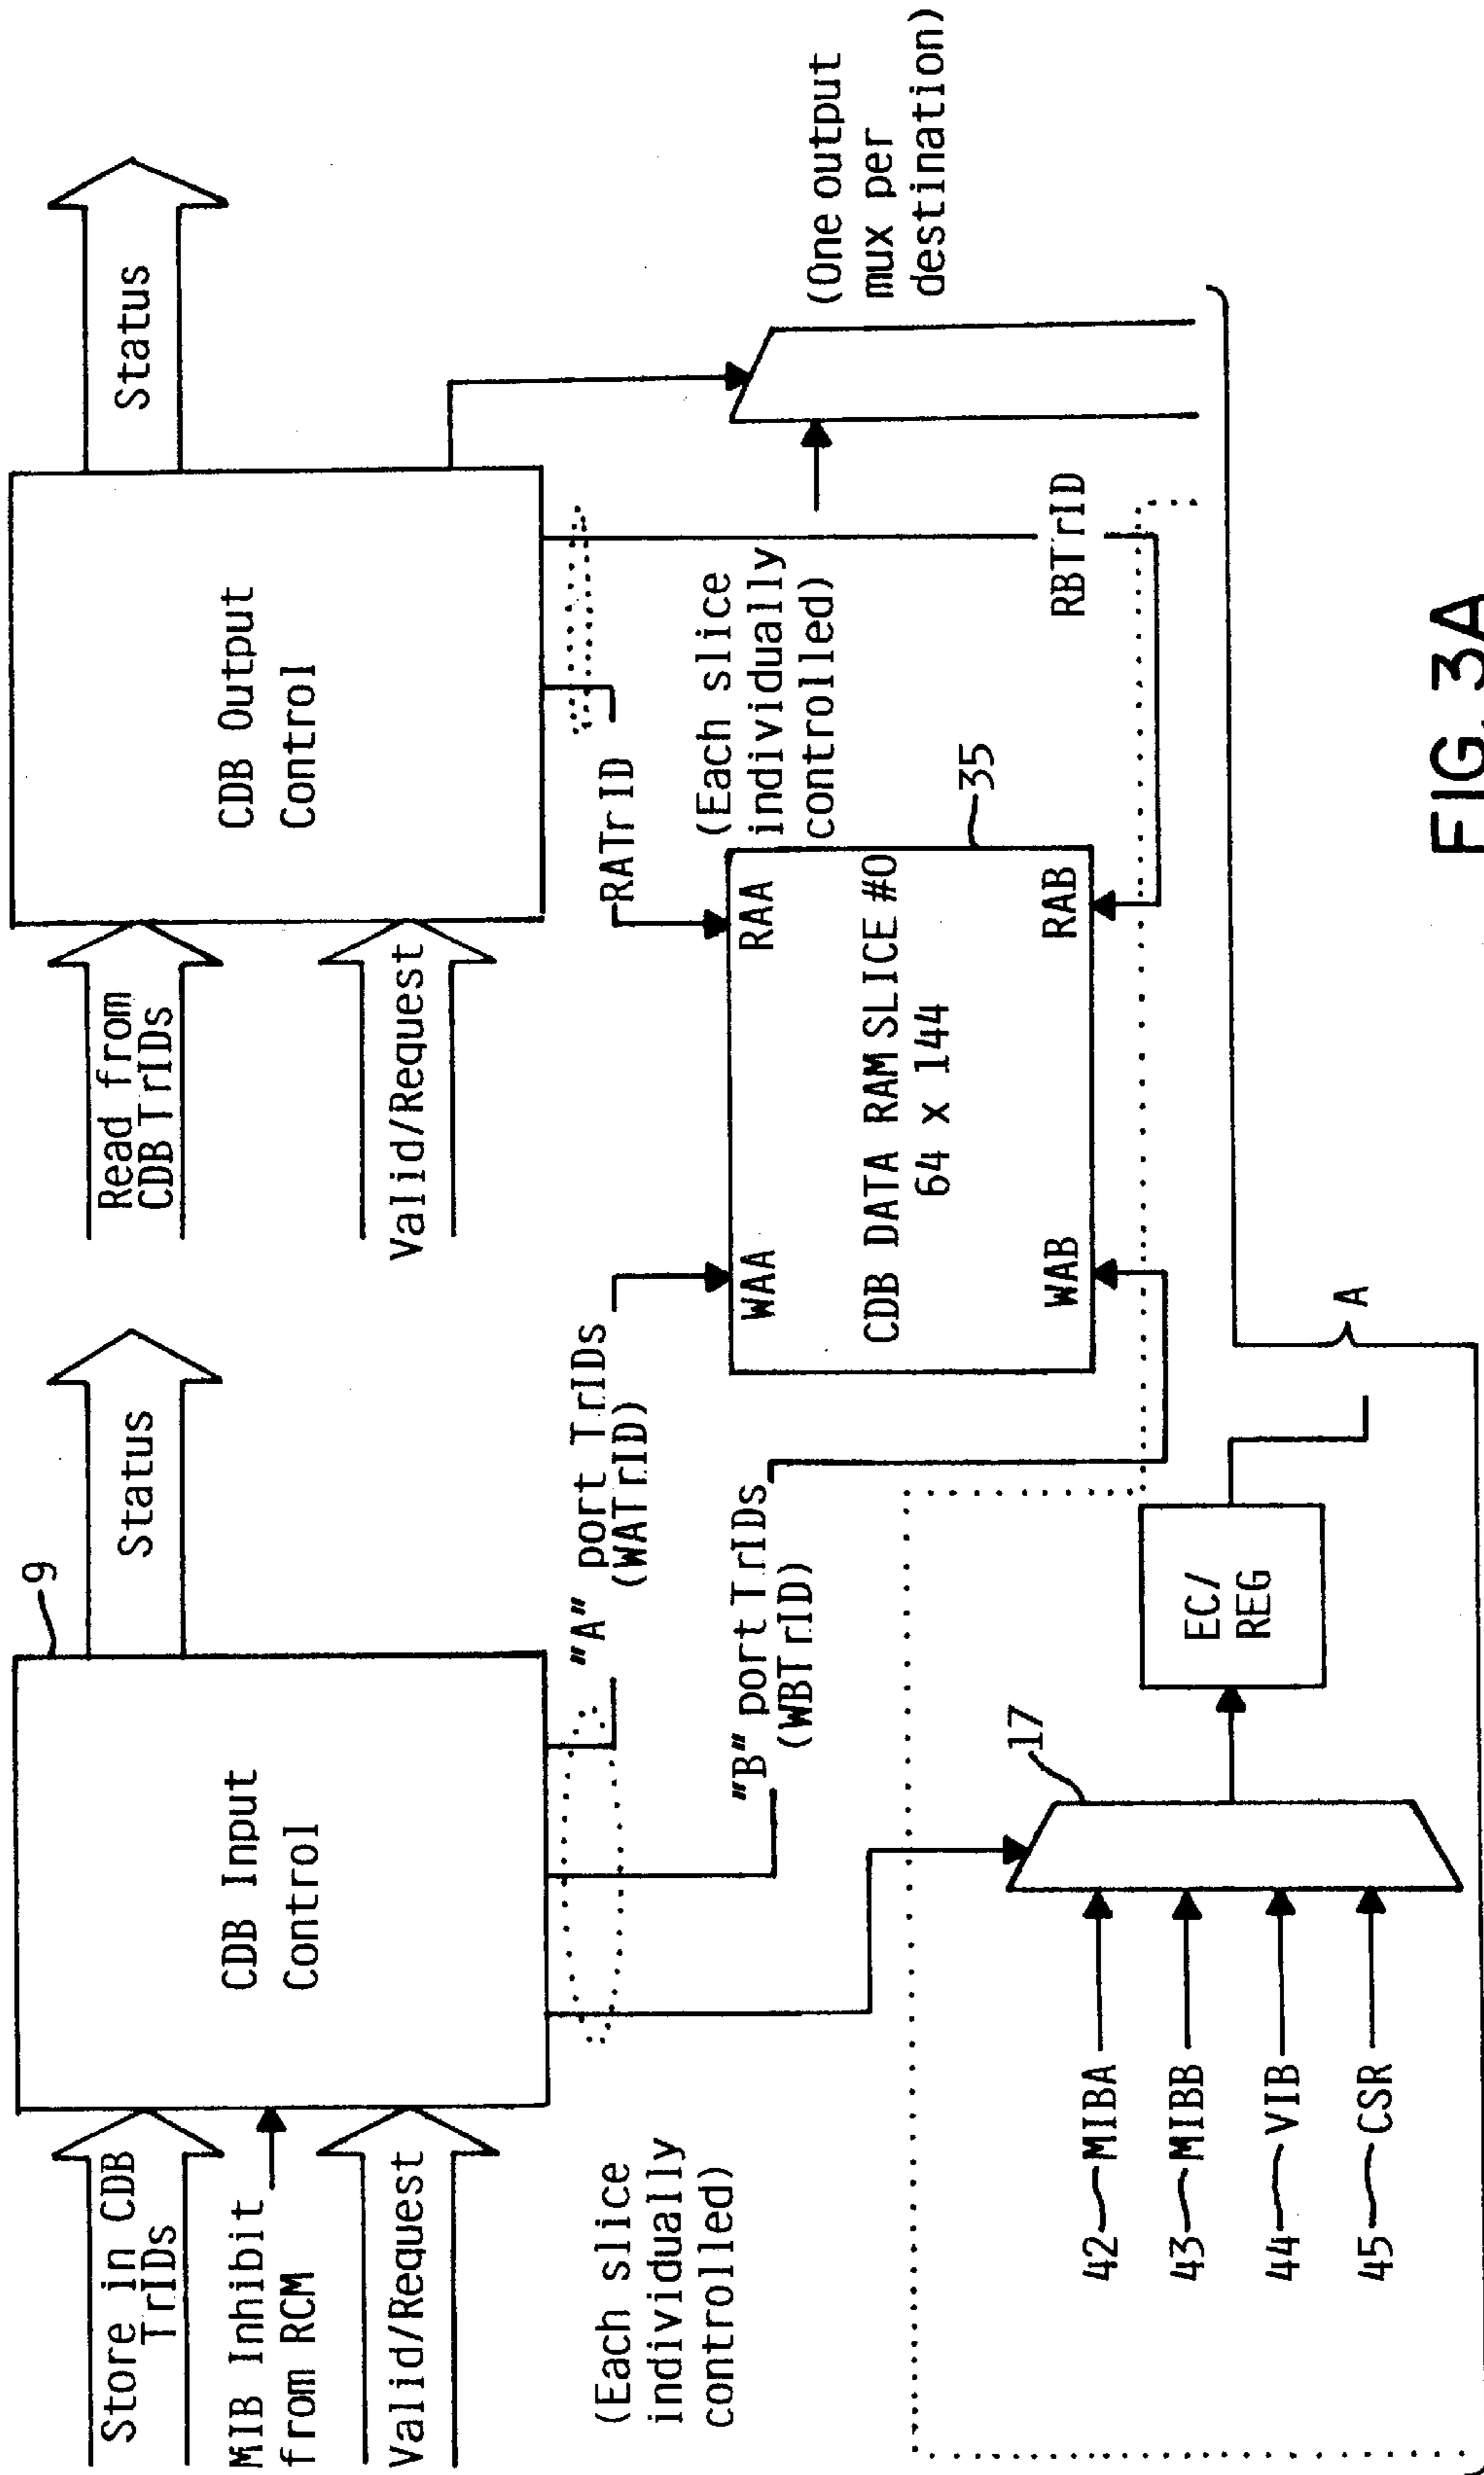 Store in CDB
TrIDs
MIB Inhibit
from RCM
Valid/Request
9
CDB Input
Control
Status
Read from
CDB TrIDs
Valid/Request
CDB Output
Control
Status
(Each slice
individually
controlled)
"A" port TrIDs
(WATrID)
"B" port TrIDs
(WBTrID)
RATrID
(Each slice
individually
controlled)
RBTrID
(One output
mux per
destination)
WAA
RAA
CDB DATA RAM SLICE #0
64 x 144
WAB
RAB
35
17
42 MIBA
43 MIBB
44 VIB
45 CSR
EC/
REG
A
FIG. 3A